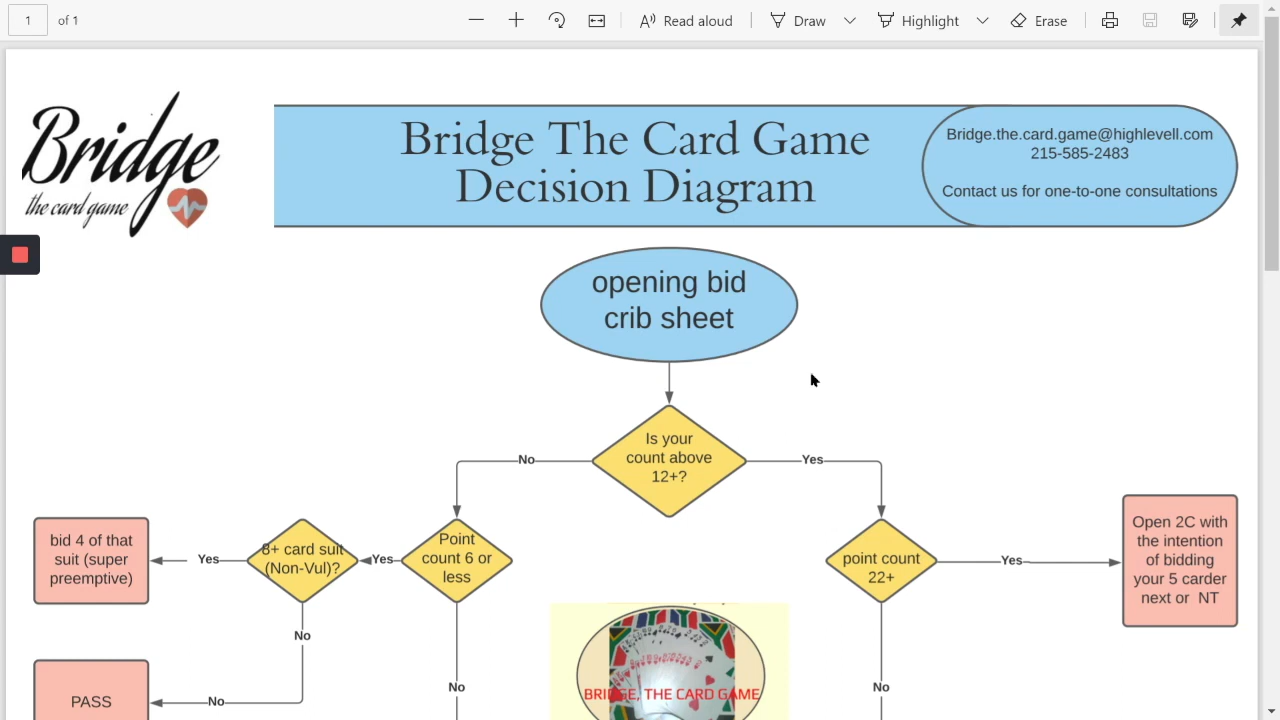 1 of 1
Read aloud
Draw
Highlight
Erase
Bridge
the card game
Bridge The Card Game
Decision Diagram
Bridge.the.card.game@highlevell.com
215-585-2483
Contact us for one-to-one consultations
opening bid
crib sheet
Is your
count above
12+?
No
Yes
bid 4 of that
suit (super
preemptive)
Yes
8+ card suit
(Non-Vul)?
Yes
Point
count 6 or
less
point count
22+
Yes
Open 2C with
the intention
of bidding
your 5 carder
next or NT
No
PASS
No
No
BRIDGE, THE CARD GAME
No